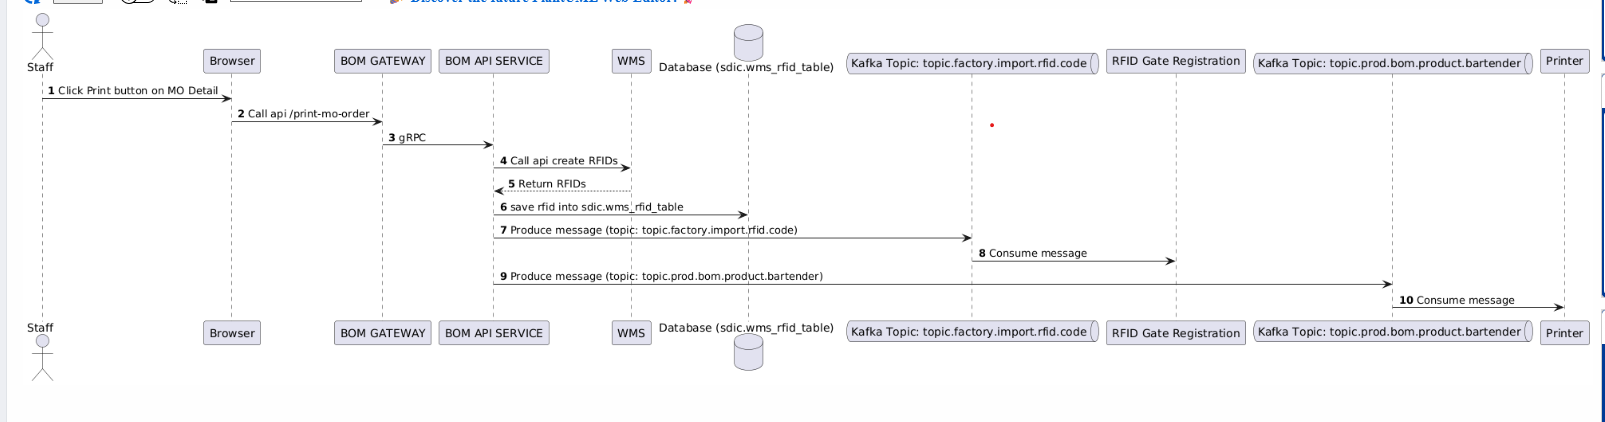 Discover the future PlantUML Web Editor!
Staff
Browser
BOM GATEWAY
BOM API SERVICE
WMS
Database (sdic.wms_rfid_table)
Kafka Topic: topic.factory.import.rfid.code
RFID Gate Registration
Kafka Topic: topic.prod.bom.product.bartender
Printer
1 Click Print button on MO Detail
2 Call api /print-mo-order
3 gRPC
4 Call api create RFIDs
5 Return RFIDs
6 save rfid into sdic.wms_rfid_table
7 Produce message (topic: topic.factory.import.rfid.code)
8 Consume message
9 Produce message (topic: topic.prod.bom.product.bartender)
10 Consume message
Staff
Browser
BOM GATEWAY
BOM API SERVICE
WMS
Database (sdic.wms_rfid_table)
Kafka Topic: topic.factory.import.rfid.code
RFID Gate Registration
Kafka Topic: topic.prod.bom.product.bartender
Printer